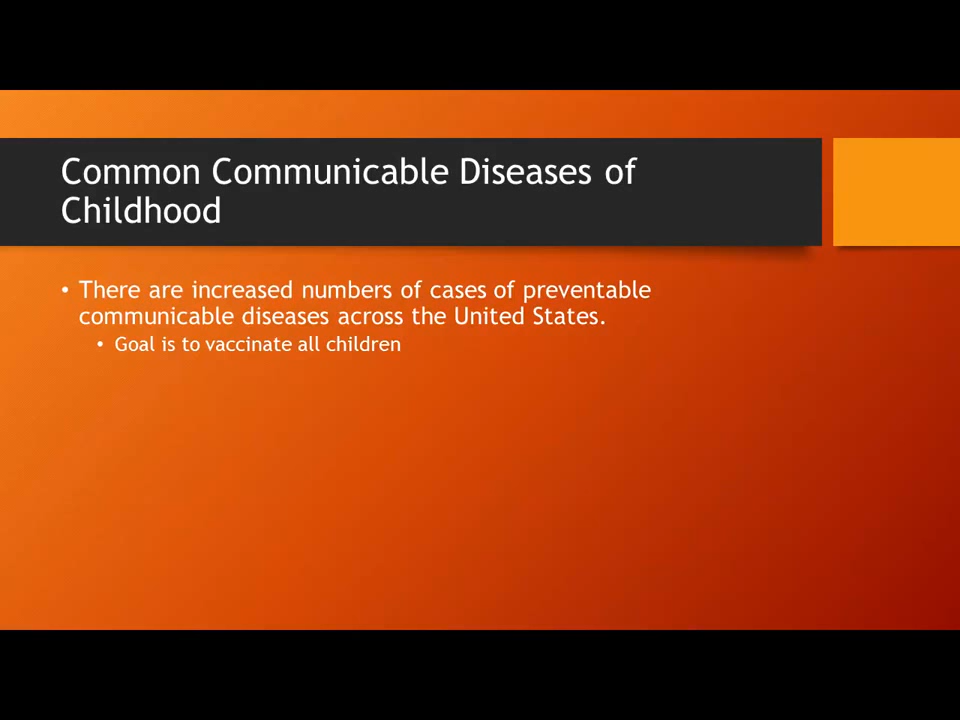 Common Communicable Diseases of
Childhood
• There are increased numbers of cases of preventable
communicable diseases across the United States.
• Goal is to vaccinate all children